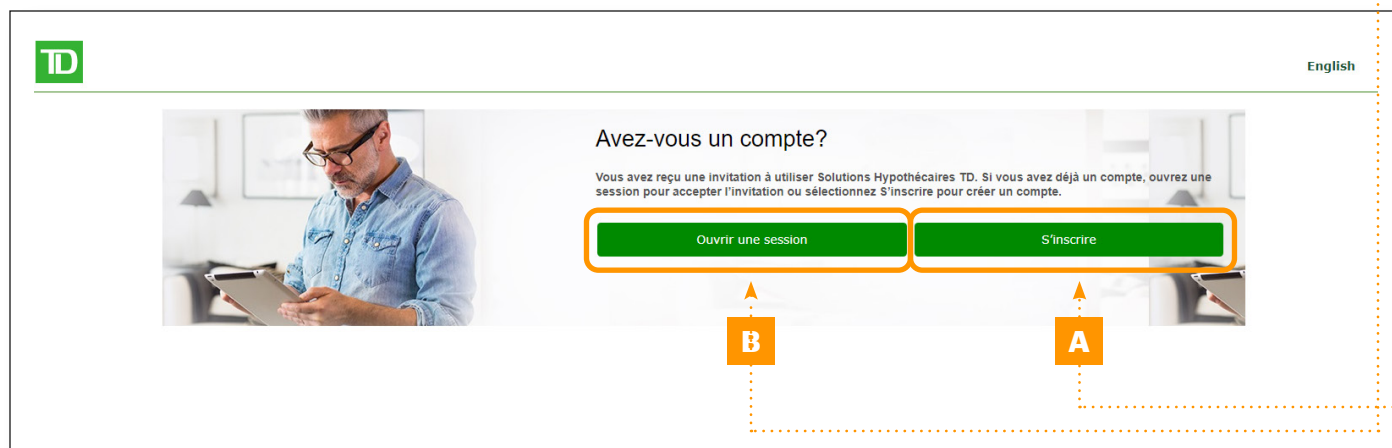 TD
English
Avez-vous un compte?
Vous avez reçu une invitation à utiliser Solutions Hypothécaires TD. Si vous avez déjà un compte, ouvrez une
session pour accepter l’invitation ou sélectionnez S’inscrire pour créer un compte.
Ouvrir une session S’inscrire
B A